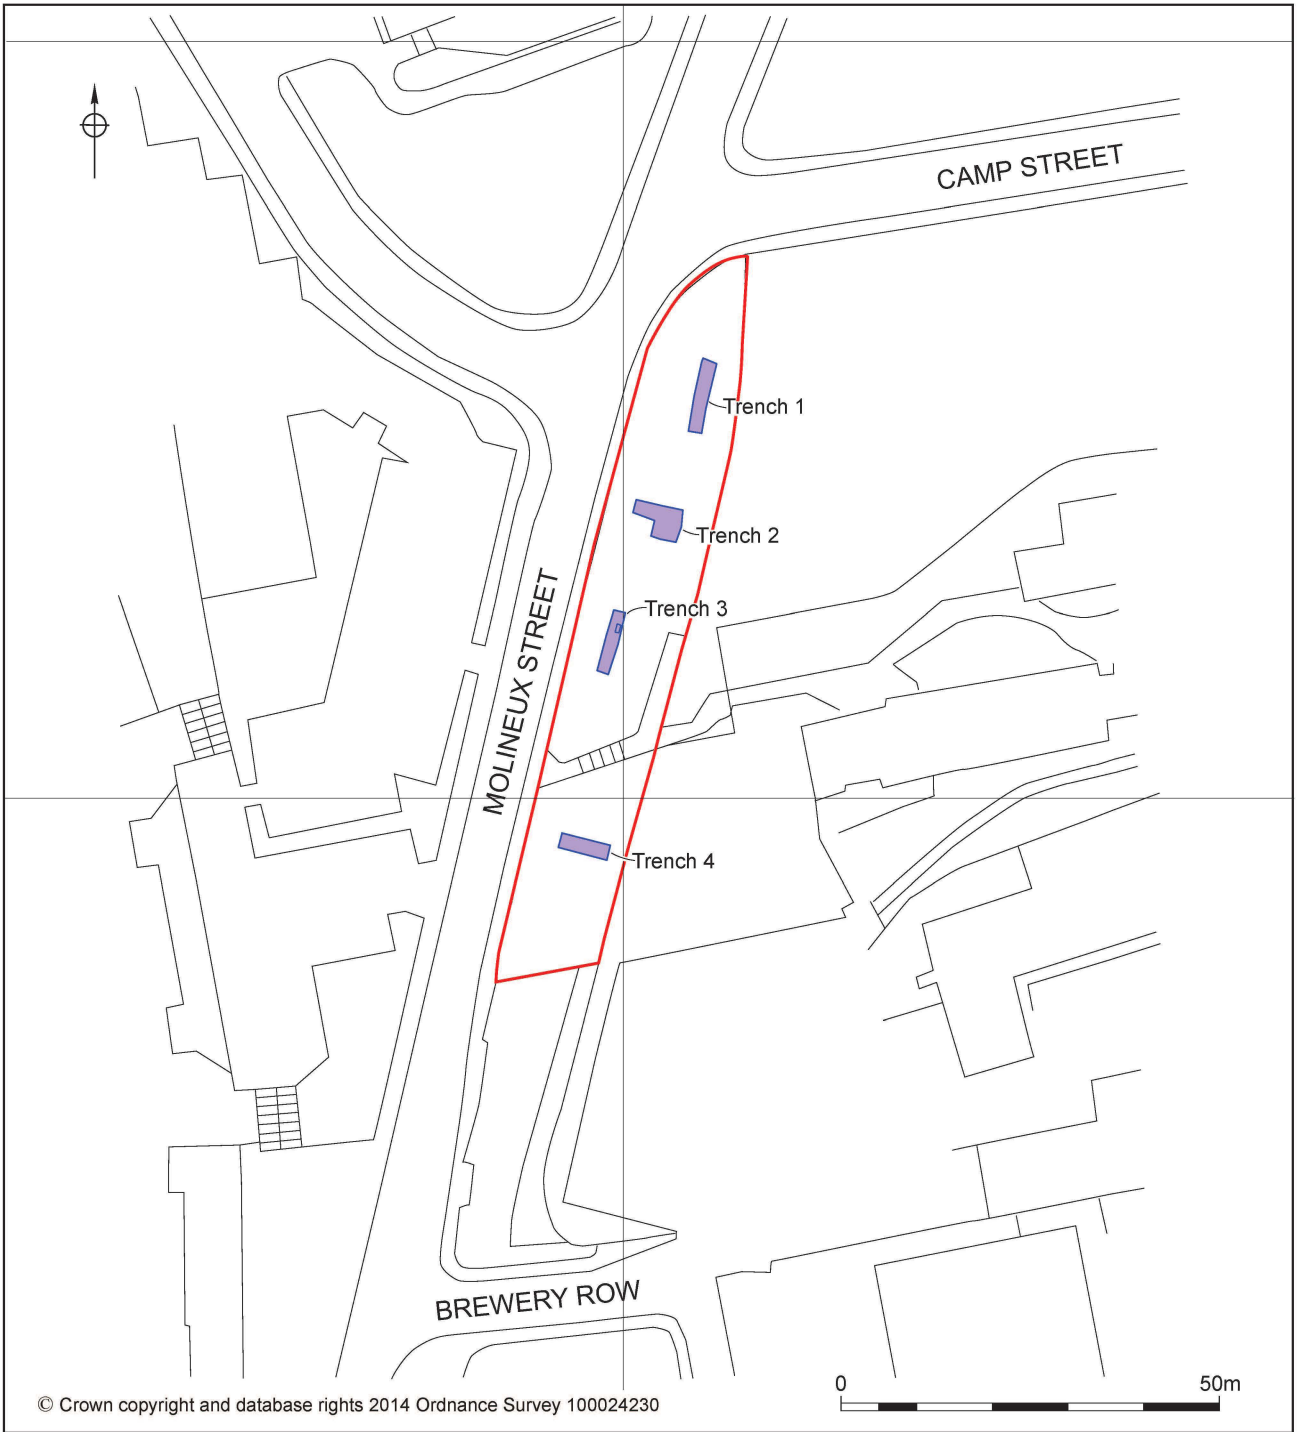 CAMP STREET
Trench 1
Trench 2
Trench 3
MOLINEUX STREET
Trench 4
BREWERY ROW
0 50m
© Crown copyright and database rights 2014 Ordnance Survey 100024230